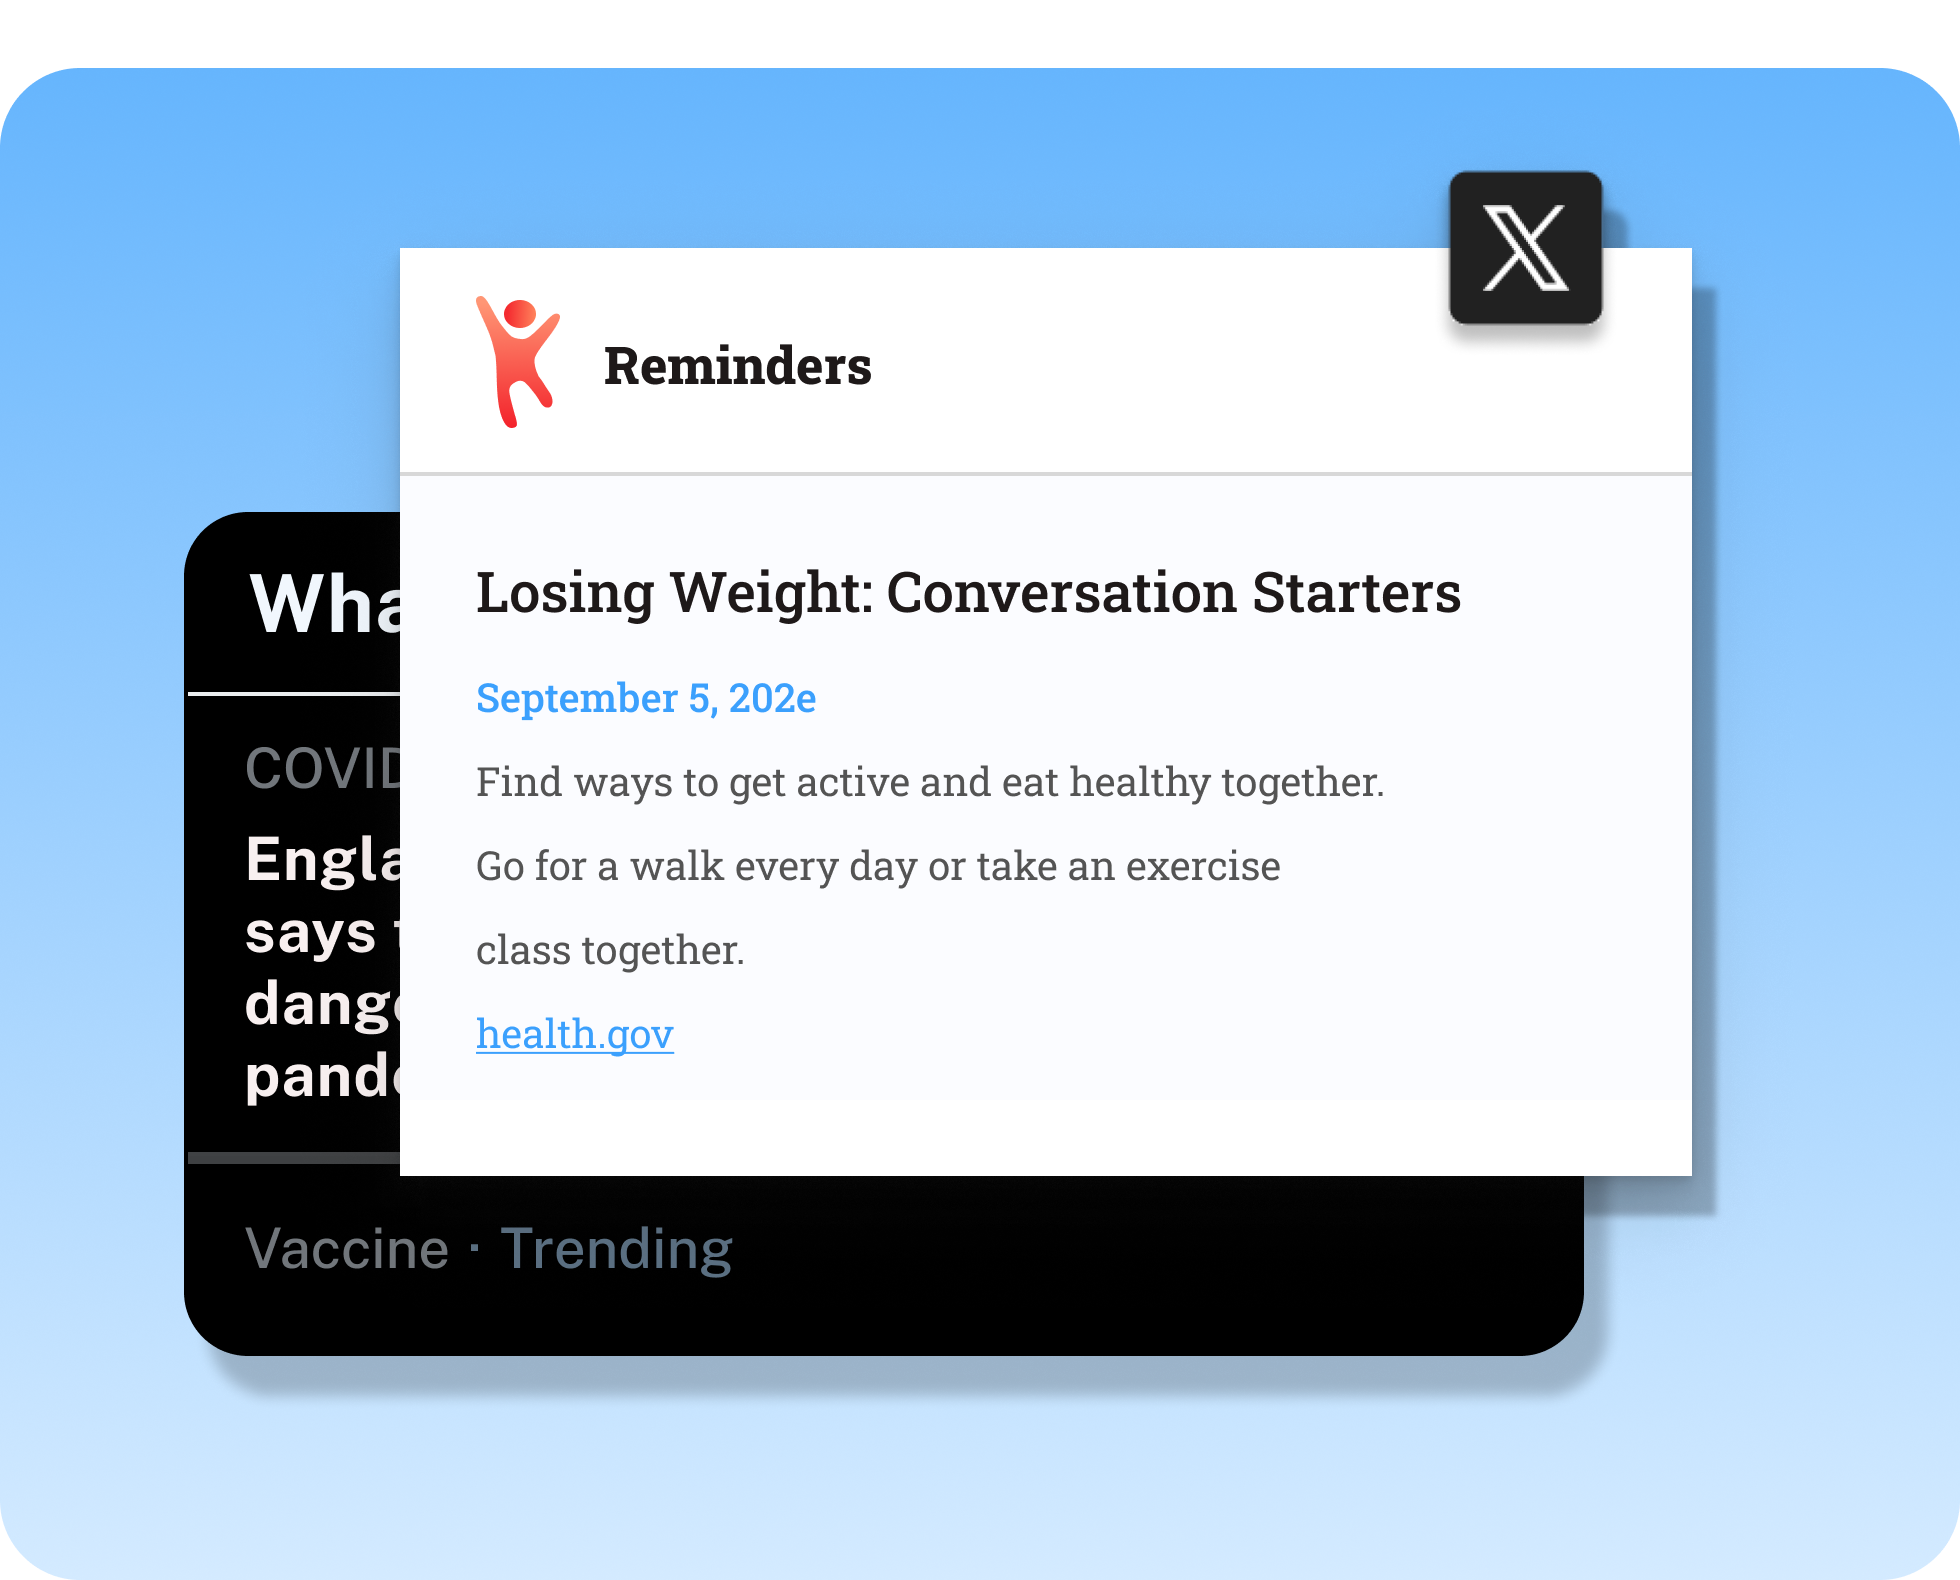 Reminders
Losing Weight: Conversation Starters
September 5, 202e
Find ways to get active and eat healthy together.
Go for a walk every day or take an exercise
class together.
health.gov
Wha
COVID
Engla
says
dang
pand
Vaccine · Trending